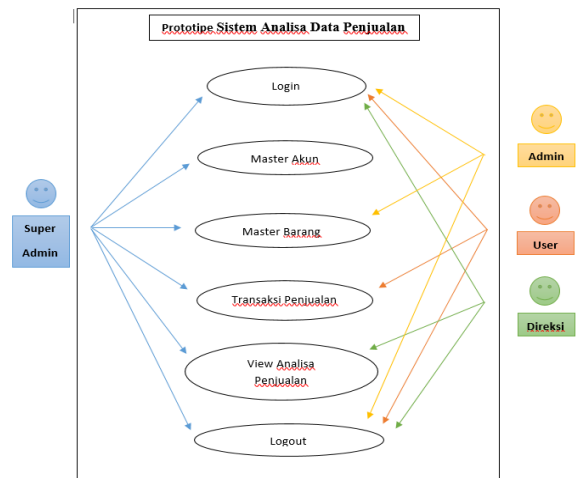 Prototipe Sistem Analisa Data Penjualan
Login
Master Akun
Master Barang
Transaksi Penjualan
View Analisa
Penjualan
Logout
Super
Admin
Admin
User
Direksi